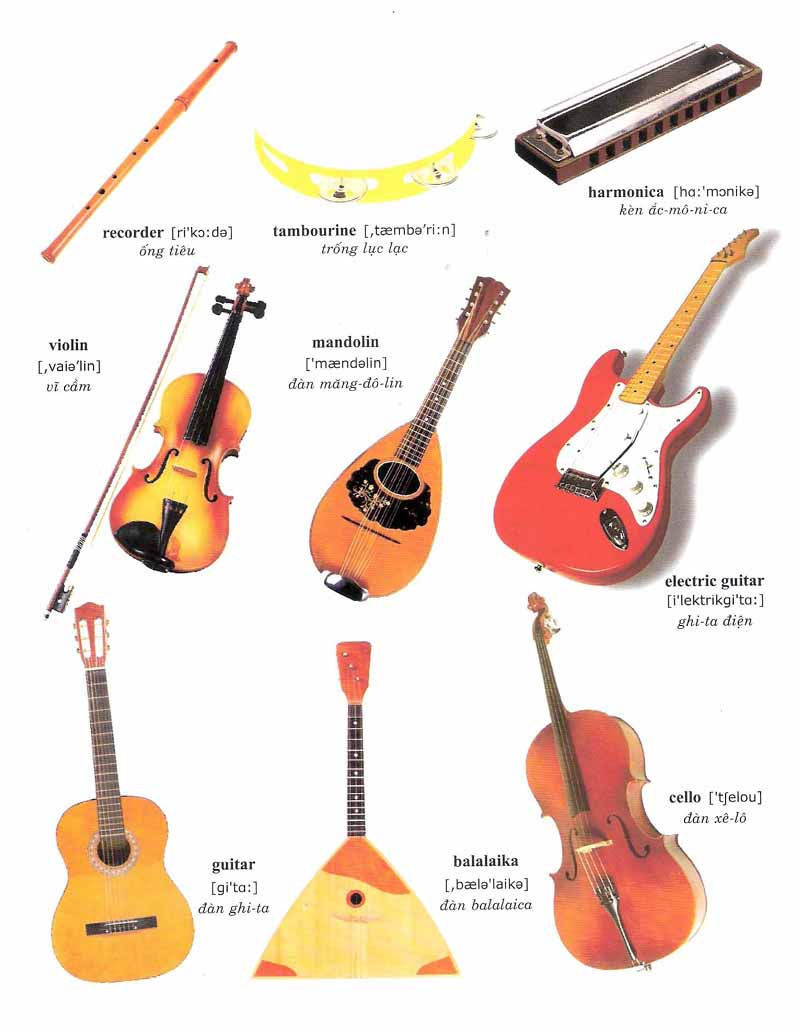 recorder [ri'kɔ:də]
ống tiêu
tambourine [,tæmbə'ri:n]
trống lục lạc
harmonica [hɑ:'mɔnikə]
kèn ắc-mô-ni-ca
violin
[,vaiə'lin]
vĩ cầm
mandolin
['mændəlin]
đàn măng-đô-lin
electric guitar
[i'lektrikgi'tɑ:]
ghi-ta điện
guitar
[gi'tɑ:]
đàn ghi-ta
balalaika
[,bælə'laikə]
đàn balalaica
cello ['tʃelou]
đàn xê-lô